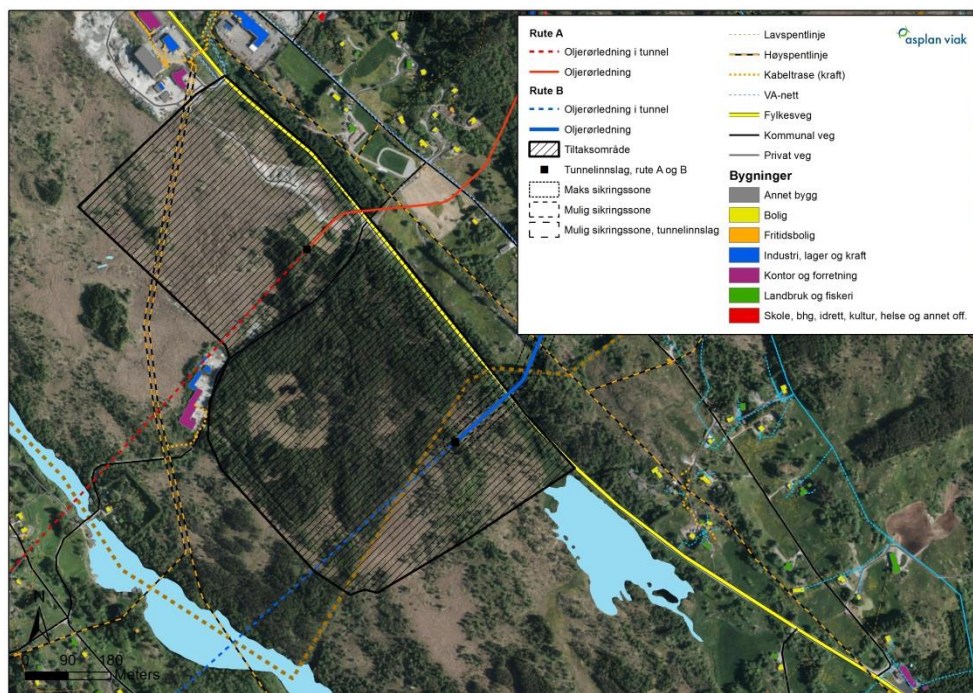 Rute A
Oljerørledning i tunnel
Oljerørledning
Rute B
Oljerørledning i tunnel
Oljerørledning
Tiltaksområde
Tunnelinnslag, rute A og B
Maks sikringssone
Mulig sikringssone
Mulig sikringssone, tunnelinnslag
Lavspentlinje
Høyspentlinje
Kabeltrase (kraft)
VA-nett
Fylkesveg
Kommunal veg
Privat veg
Bygninger
Annet bygg
Bolig
Fritidsbolig
Industri, lager og kraft
Kontor og forretning
Landbruk og fiskeri
Skole, bhg, idrett, kultur, helse og annet off.
asplan viak
N
0 90 180
Meters